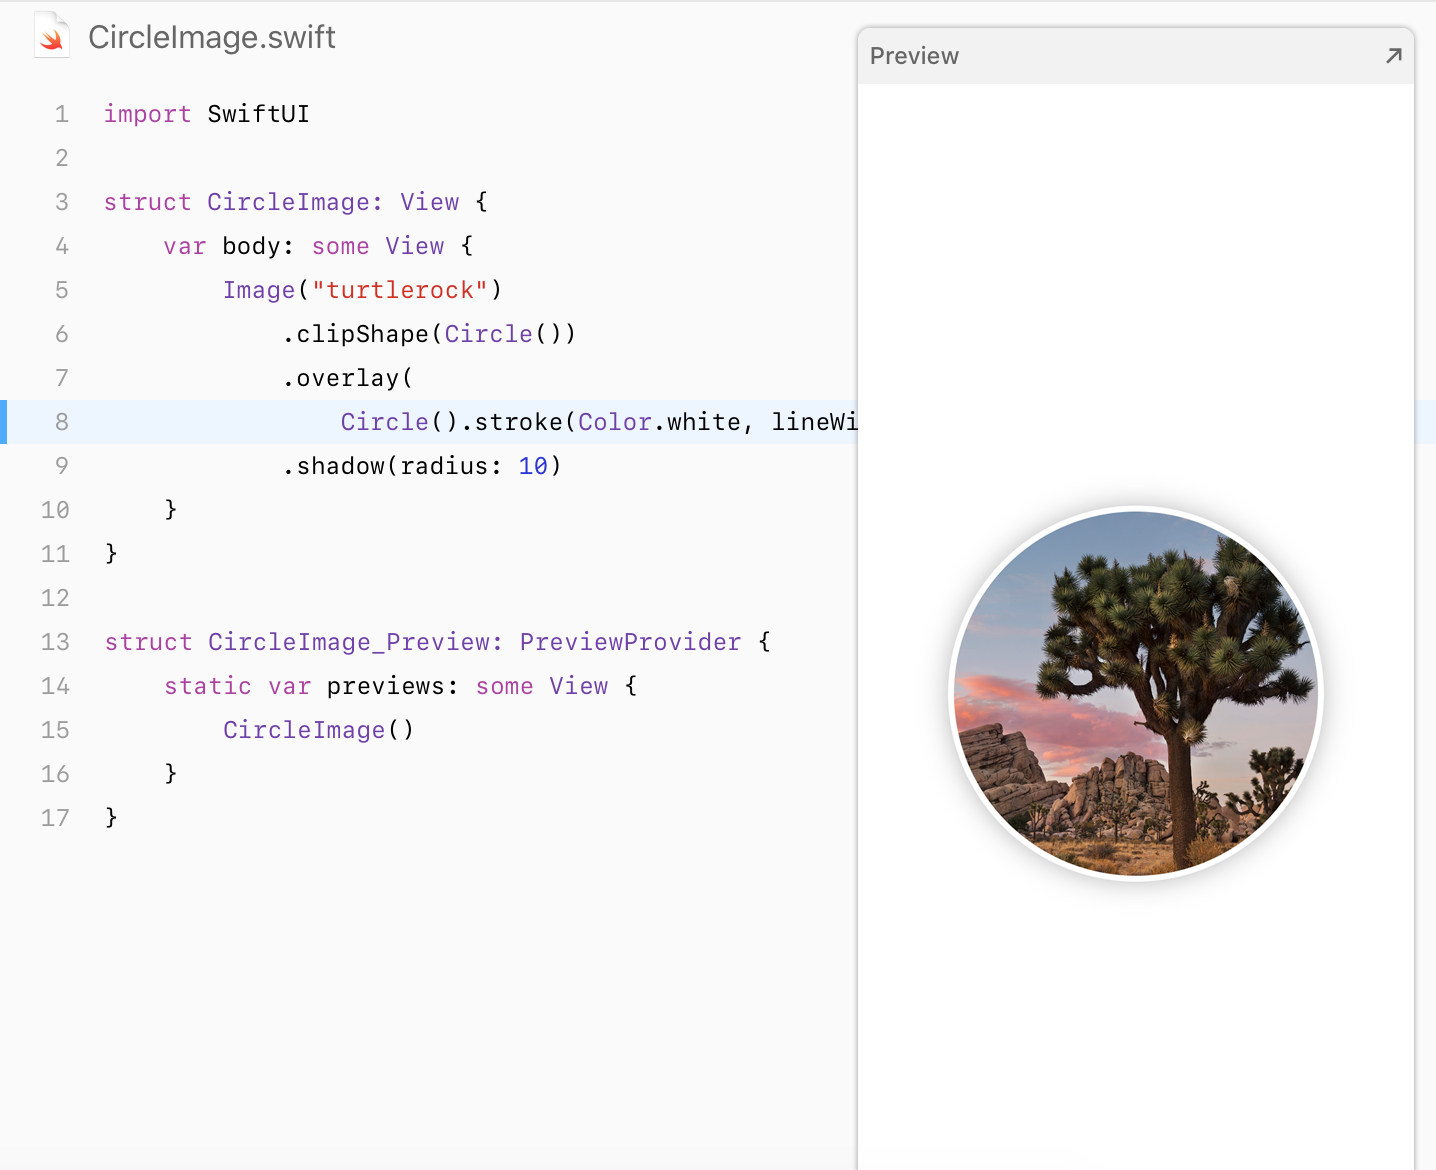 CircleImage.swift
Preview
1 import SwiftUI
2
3 struct CircleImage: View {
4     var body: some View {
5         Image("turtlerock")
6             .clipShape(Circle())
7             .overlay(
8                 Circle().stroke(Color.white, lineWi
9             .shadow(radius: 10)
10     }
11 }
12
13 struct CircleImage_Preview: PreviewProvider {
14     static var previews: some View {
15         CircleImage()
16     }
17 }